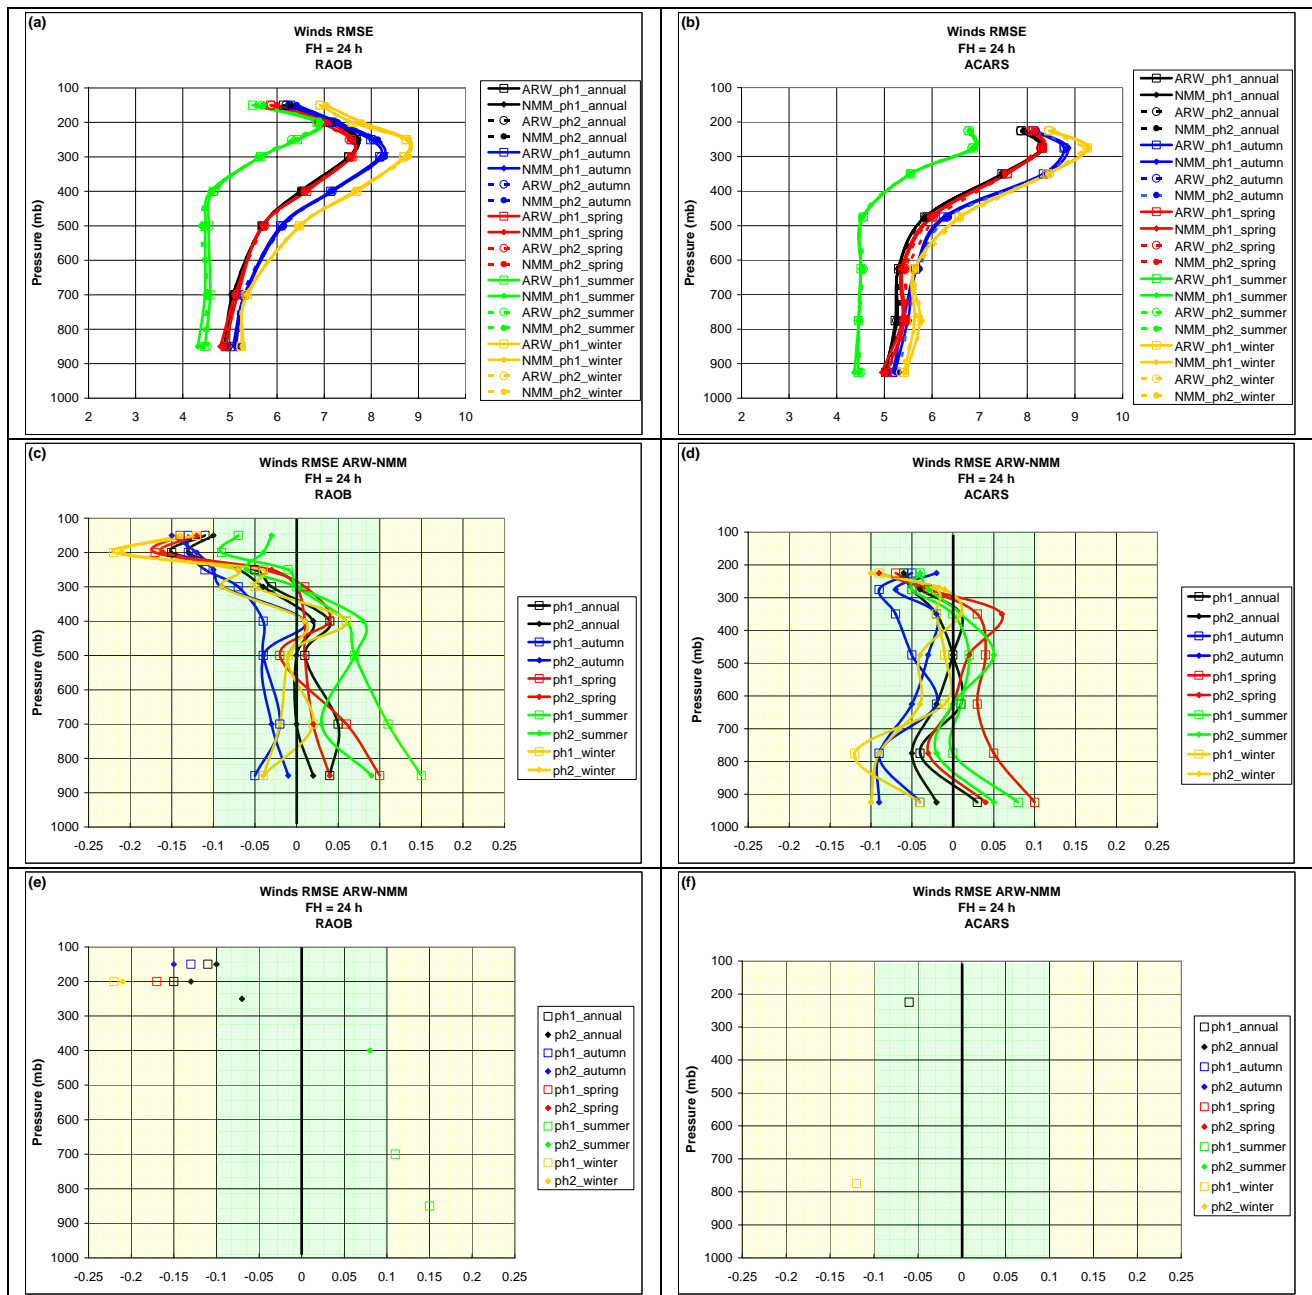 (a)
Winds RMSE
FH = 24 h
RAOB
Pressure (mb)
100
200
300
400
500
600
700
800
900
1000
2 3 4 5 6 7 8 9 10
ARW_ph1_annual
NMM_ph1_annual
ARW_ph2_annual
NMM_ph2_annual
ARW_ph1_autumn
NMM_ph1_autumn
ARW_ph2_autumn
NMM_ph2_autumn
ARW_ph1_spring
NMM_ph1_spring
ARW_ph2_spring
NMM_ph2_spring
ARW_ph1_summer
NMM_ph1_summer
ARW_ph2_summer
NMM_ph2_summer
ARW_ph1_winter
NMM_ph1_winter
ARW_ph2_winter
NMM_ph2_winter
(b)
Winds RMSE
FH = 24 h
ACARS
Pressure (mb)
100
200
300
400
500
600
700
800
900
1000
2 3 4 5 6 7 8 9 10
ARW_ph1_annual
NMM_ph1_annual
ARW_ph2_annual
NMM_ph2_annual
ARW_ph1_autumn
NMM_ph1_autumn
ARW_ph2_autumn
NMM_ph2_autumn
ARW_ph1_spring
NMM_ph1_spring
ARW_ph2_spring
NMM_ph2_spring
ARW_ph1_summer
NMM_ph1_summer
ARW_ph2_summer
NMM_ph2_summer
ARW_ph1_winter
NMM_ph1_winter
ARW_ph2_winter
NMM_ph2_winter
(c)
Winds RMSE ARW-NMM
FH = 24 h
RAOB
Pressure (mb)
100
200
300
400
500
600
700
800
900
1000
-0.25 -0.2 -0.15 -0.1 -0.05 0 0.05 0.1 0.15 0.2 0.25
ph1_annual
ph2_annual
ph1_autumn
ph2_autumn
ph1_spring
ph2_spring
ph1_summer
ph2_summer
ph1_winter
ph2_winter
(d)
Winds RMSE ARW-NMM
FH = 24 h
ACARS
Pressure (mb)
100
200
300
400
500
600
700
800
900
1000
-0.25 -0.2 -0.15 -0.1 -0.05 0 0.05 0.1 0.15 0.2 0.25
ph1_annual
ph2_annual
ph1_autumn
ph2_autumn
ph1_spring
ph2_spring
ph1_summer
ph2_summer
ph1_winter
ph2_winter
(e)
Winds RMSE ARW-NMM
FH = 24 h
RAOB
Pressure (mb)
100
200
300
400
500
600
700
800
900
1000
-0.25 -0.2 -0.15 -0.1 -0.05 0 0.05 0.1 0.15 0.2 0.25
ph1_annual
ph2_annual
ph1_autumn
ph2_autumn
ph1_spring
ph2_spring
ph1_summer
ph2_summer
ph1_winter
ph2_winter
(f)
Winds RMSE ARW-NMM
FH = 24 h
ACARS
Pressure (mb)
100
200
300
400
500
600
700
800
900
1000
-0.25 -0.2 -0.15 -0.1 -0.05 0 0.05 0.1 0.15 0.2 0.25
ph1_annual
ph2_annual
ph1_autumn
ph2_autumn
ph1_spring
ph2_spring
ph1_summer
ph2_summer
ph1_winter
ph2_winter